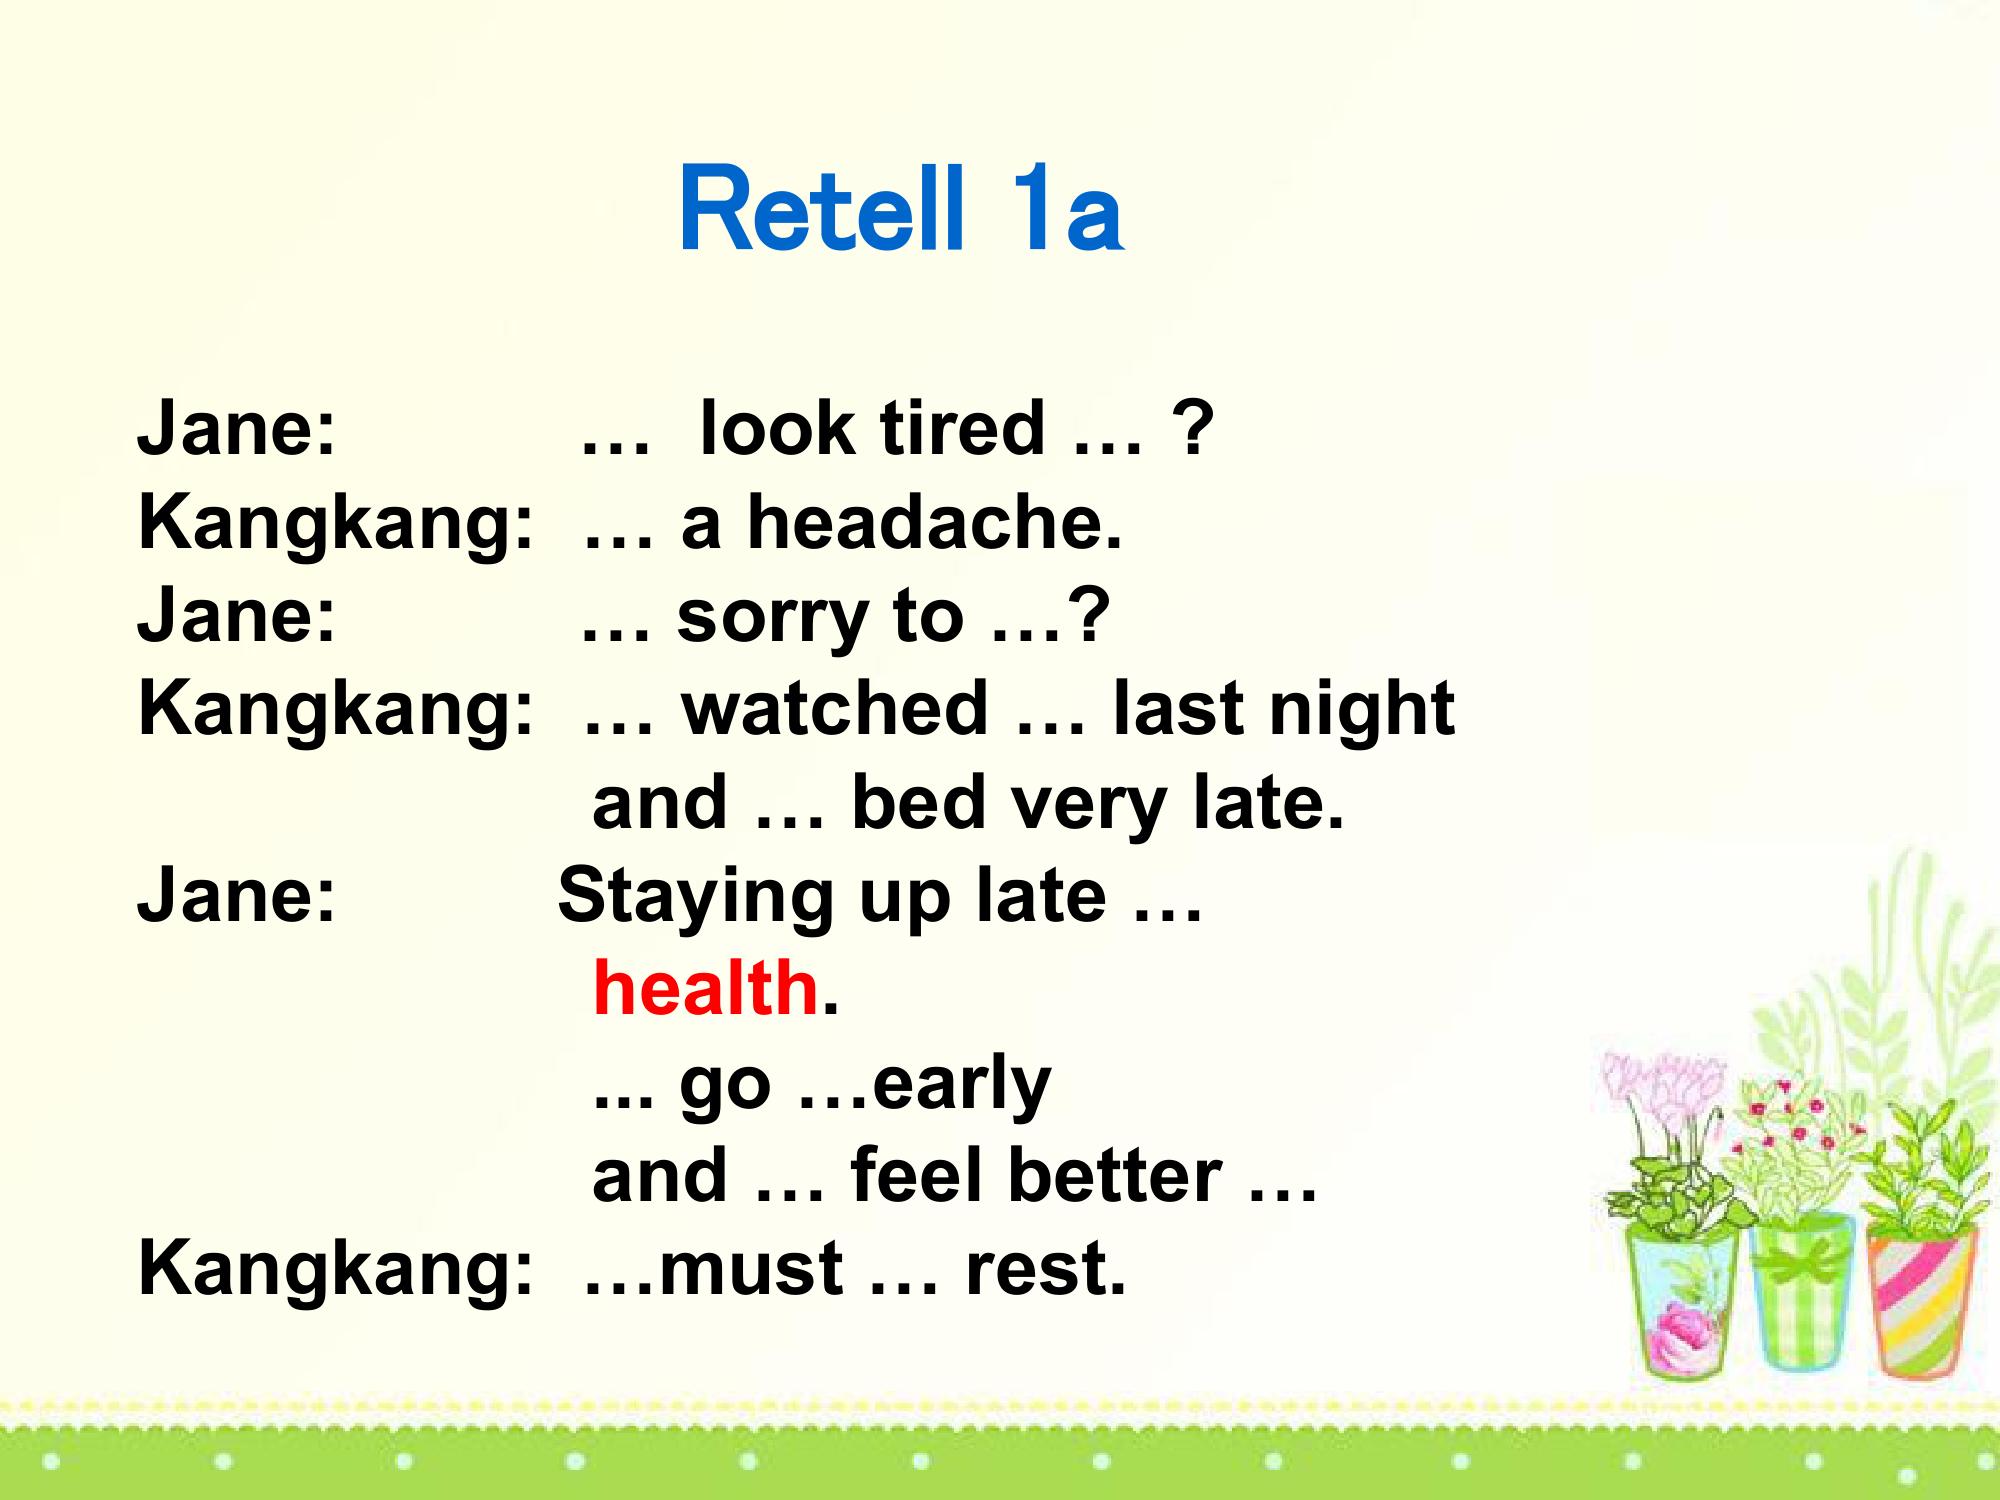 Retell 1a
Jane: … look tired … ?
Kangkang: … a headache.
Jane: … sorry to …?
Kangkang: … watched … last night
and … bed very late.
Jane: Staying up late …
health.
... go …early
and … feel better …
Kangkang: …must … rest.